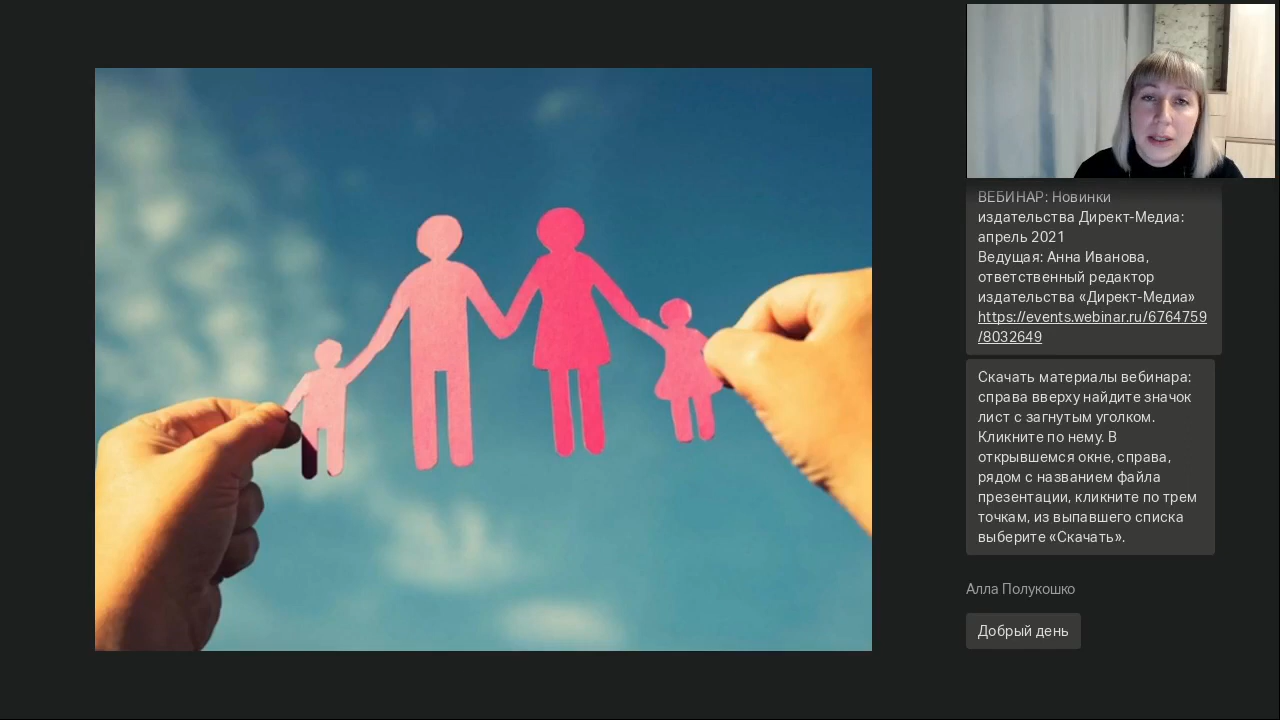 ВЕБИНАР: Новинки
издательства Директ-Медиа:
апрель 2021
Ведущая: Анна Иванова,
ответственный редактор
издательства «Директ-Медиа»
https://events.webinar.ru/6764759
/8032649
Скачать материалы вебинара:
справа вверху найдите значок
лист с загнутым уголком.
Кликните по нему. В
открывшемся окне, справа,
рядом с названием файла
презентации, кликните по трем
точкам, из выпавшего списка
выберите «Скачать».
Алла Полукошко
Добрый день